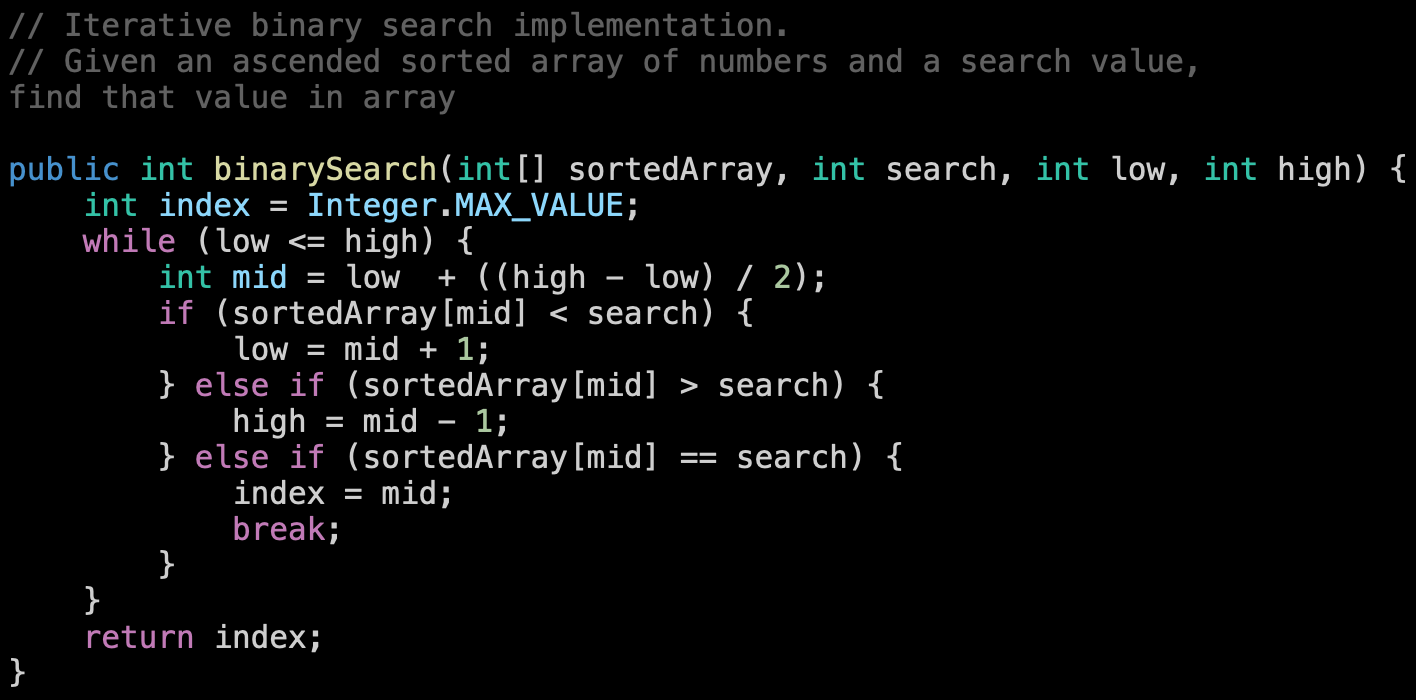 // Iterative binary search implementation.
// Given an ascended sorted array of numbers and a search value,
find that value in array

public int binarySearch(int[] sortedArray, int search, int low, int high) {
    int index = Integer.MAX_VALUE;
    while (low <= high) {
        int mid = low  + ((high - low) / 2);
        if (sortedArray[mid] < search) {
            low = mid + 1;
        } else if (sortedArray[mid] > search) {
            high = mid - 1;
        } else if (sortedArray[mid] == search) {
            index = mid;
            break;
        }
    }
    return index;
}